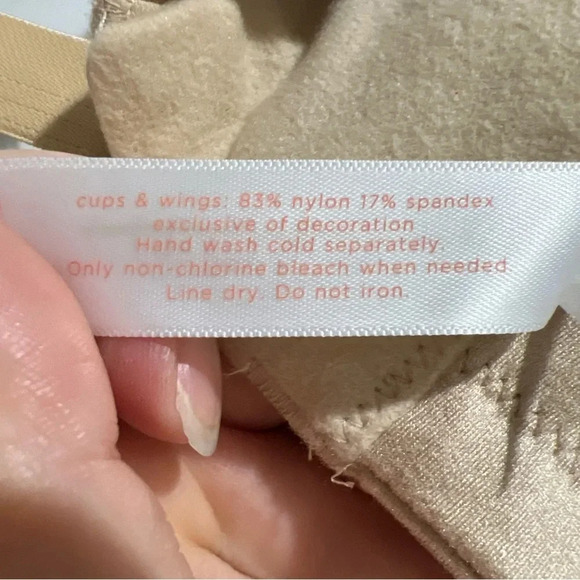 cups & wings: 83% nylon 17% spandex
exclusive of decoration
Hand wash cold separately.
Only non-chlorine bleach when needed
Line dry. Do not iron.